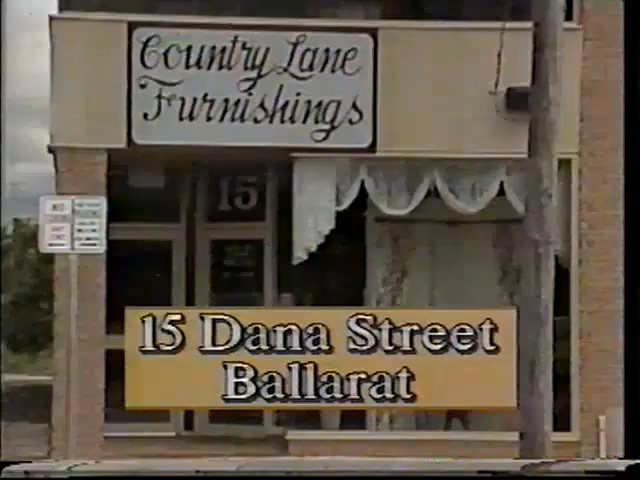 Country Lane
Furnishings
15
15 Dana Street
Ballarat